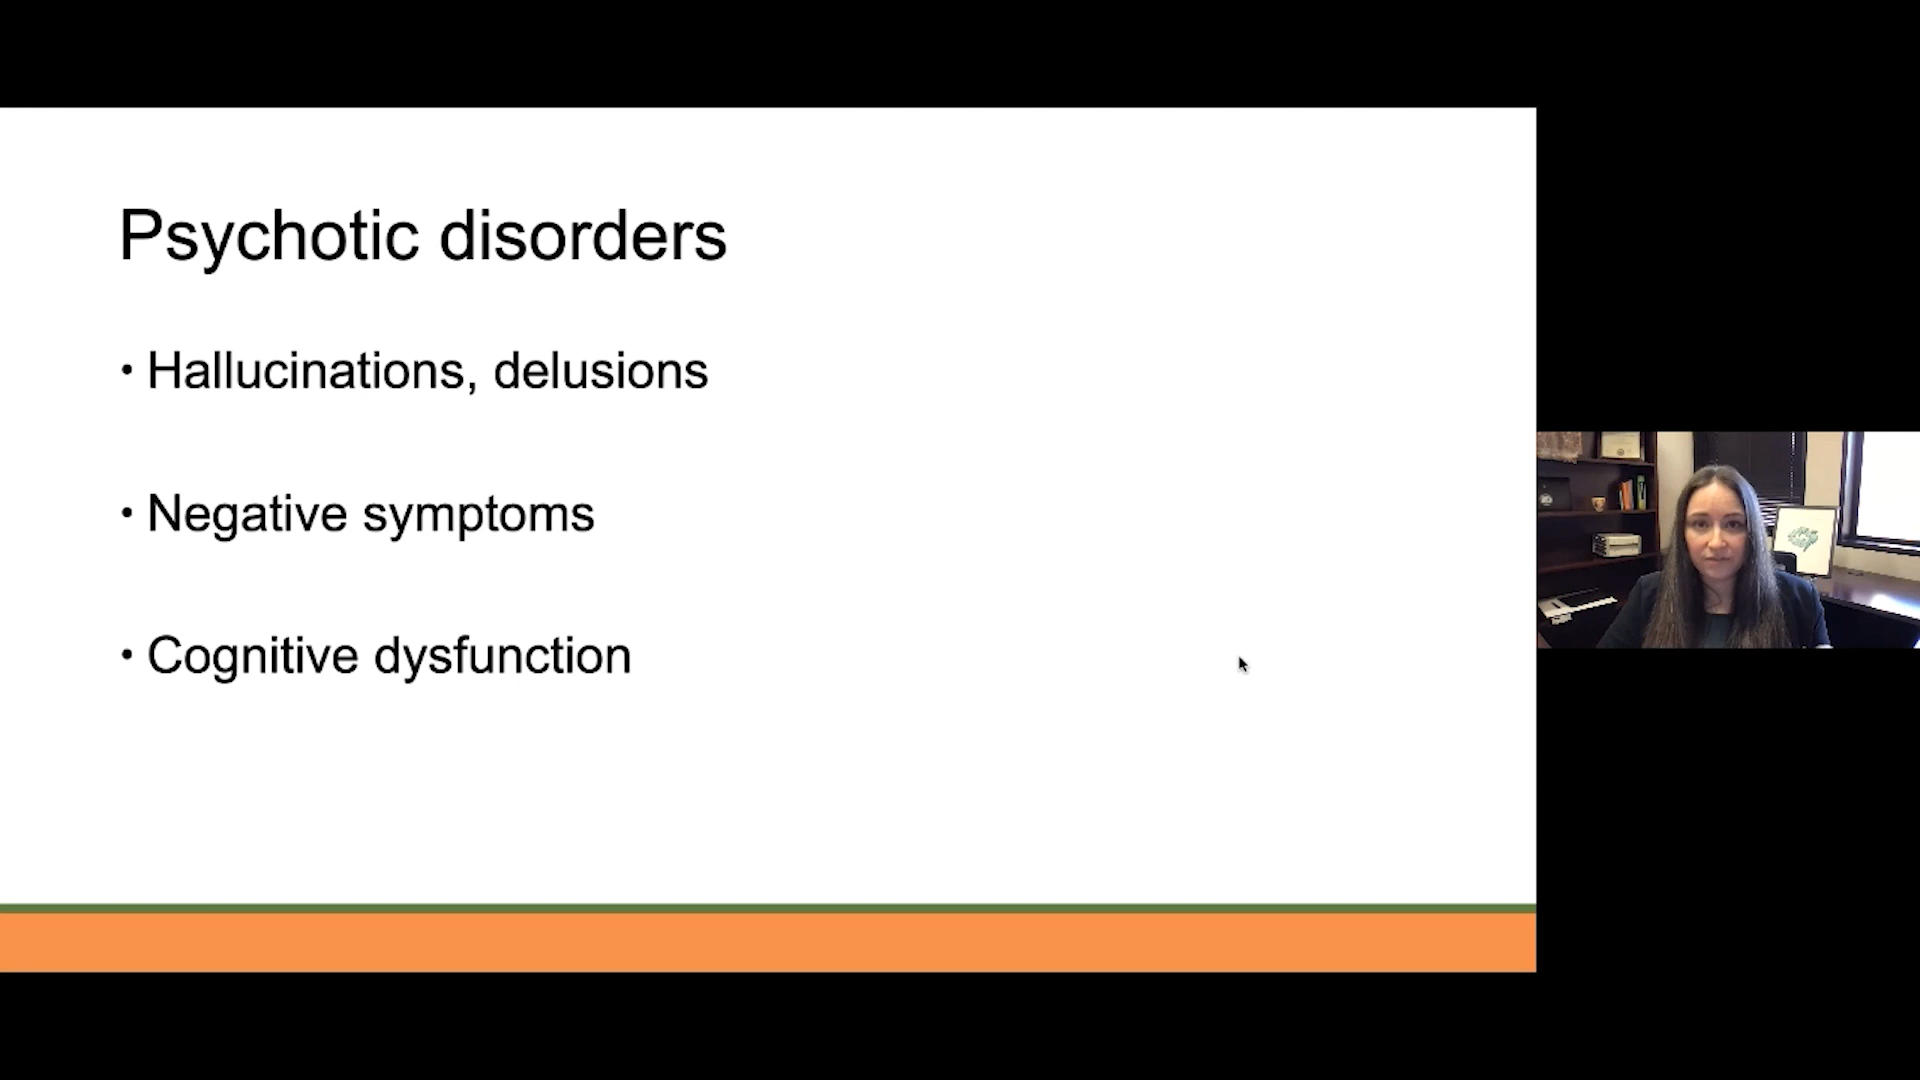 Psychotic disorders
• Hallucinations, delusions
• Negative symptoms
• Cognitive dysfunction